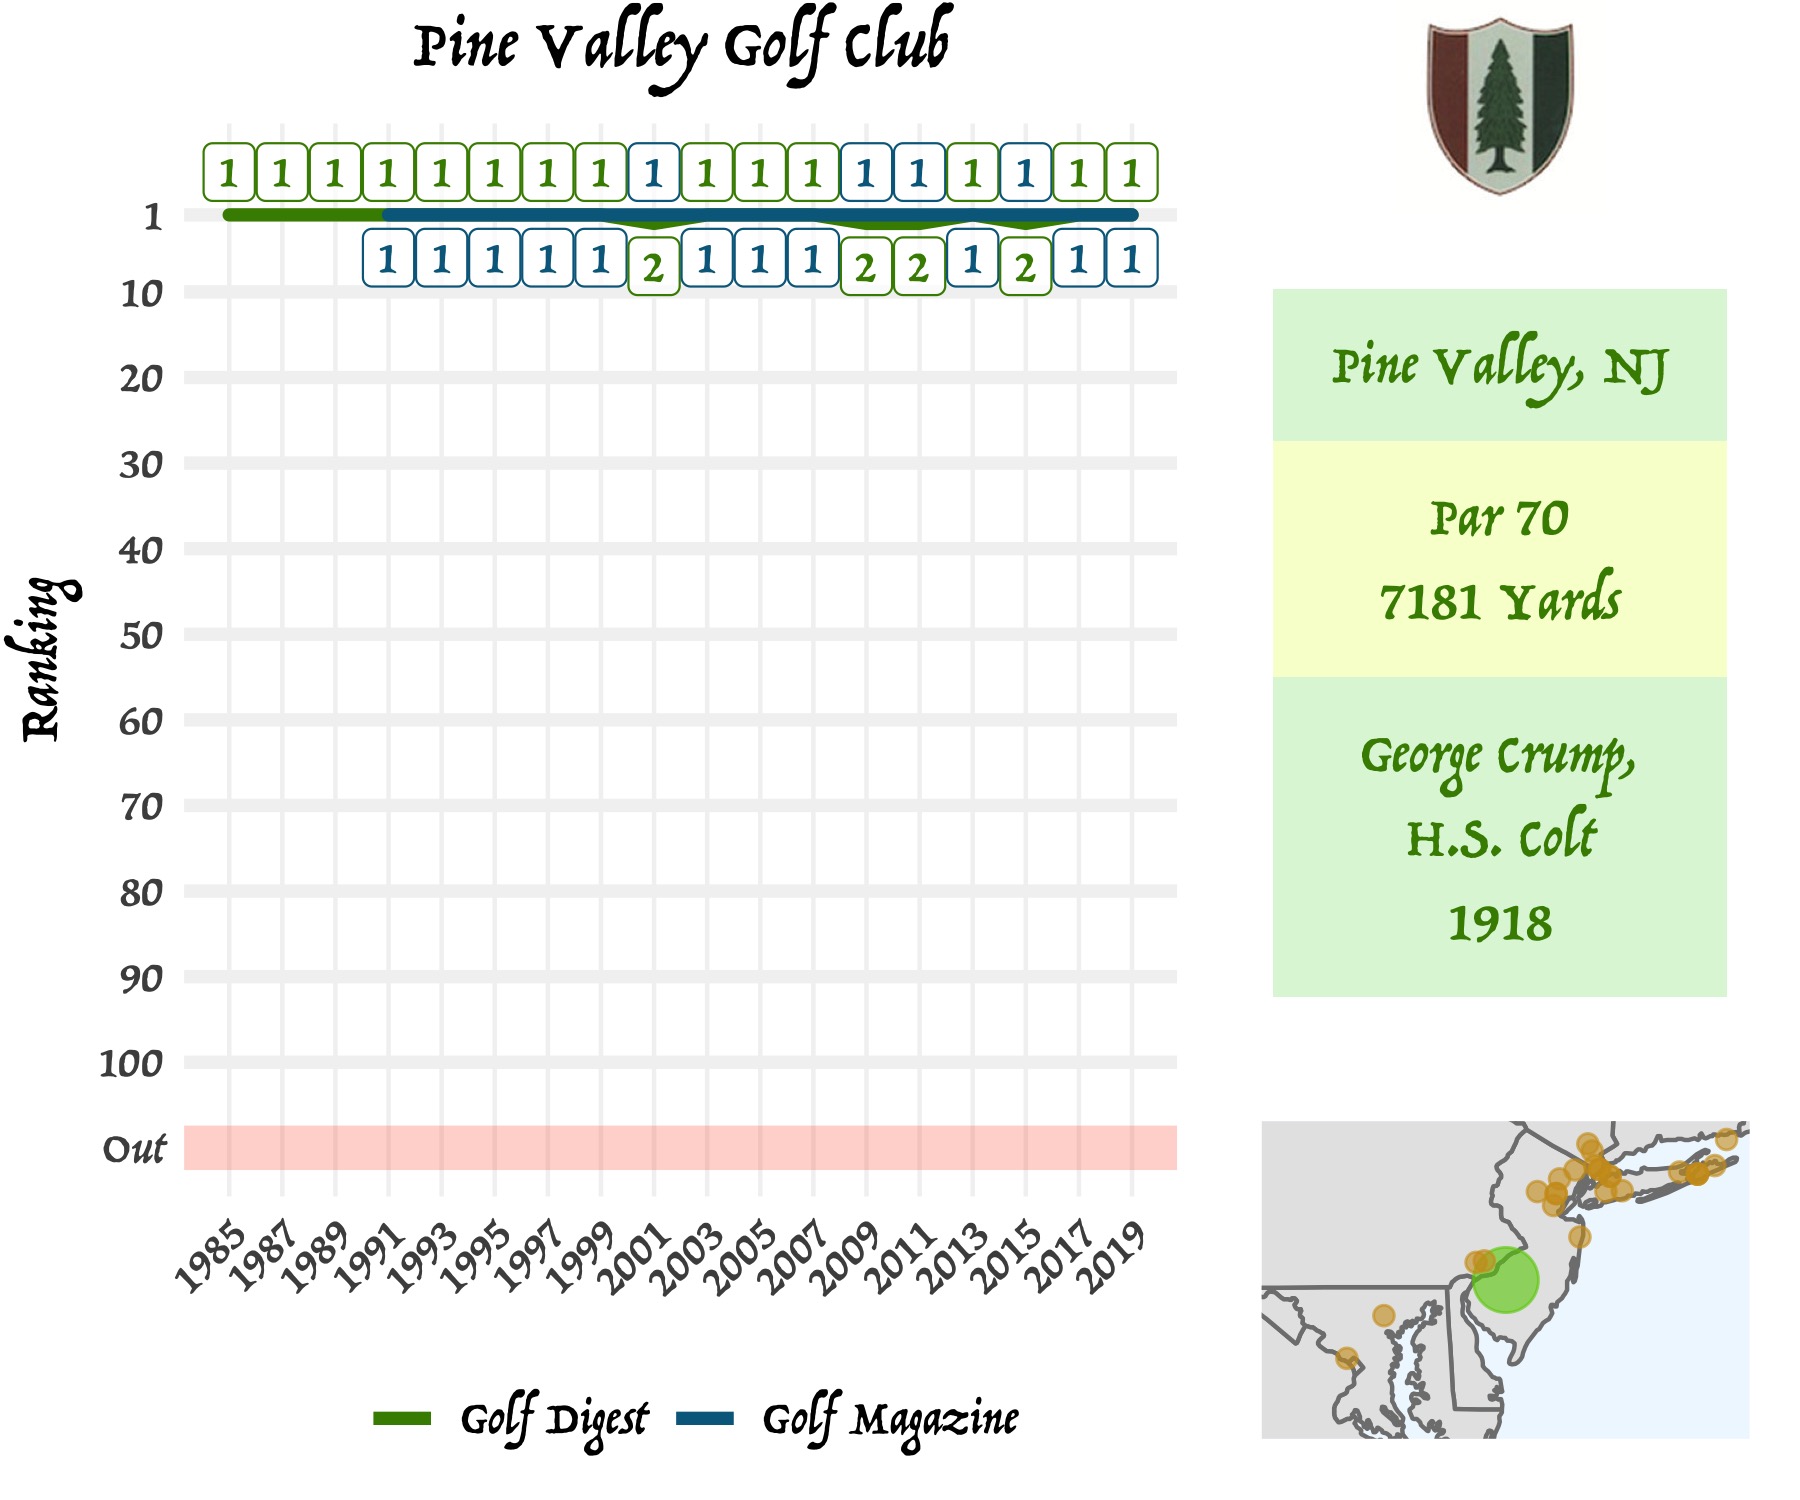 Pine Valley Golf Club
1 1 1 1 1 1 1 1 1 1 1 1 1 1 1 1 1 1
1
1 1 1 1 1 2 1 1 1 2 2 1 2 1 1
10
20
30
40
50
60
70
80
90
100
Out
Ranking
1985 1987 1989 1991 1993 1995 1997 1999 2001 2003 2005 2007 2009 2011 2013 2015 2017 2019
Golf Digest Golf Magazine
Pine Valley, NJ
Par 70
7181 Yards
George Crump,
H.S. Colt
1918